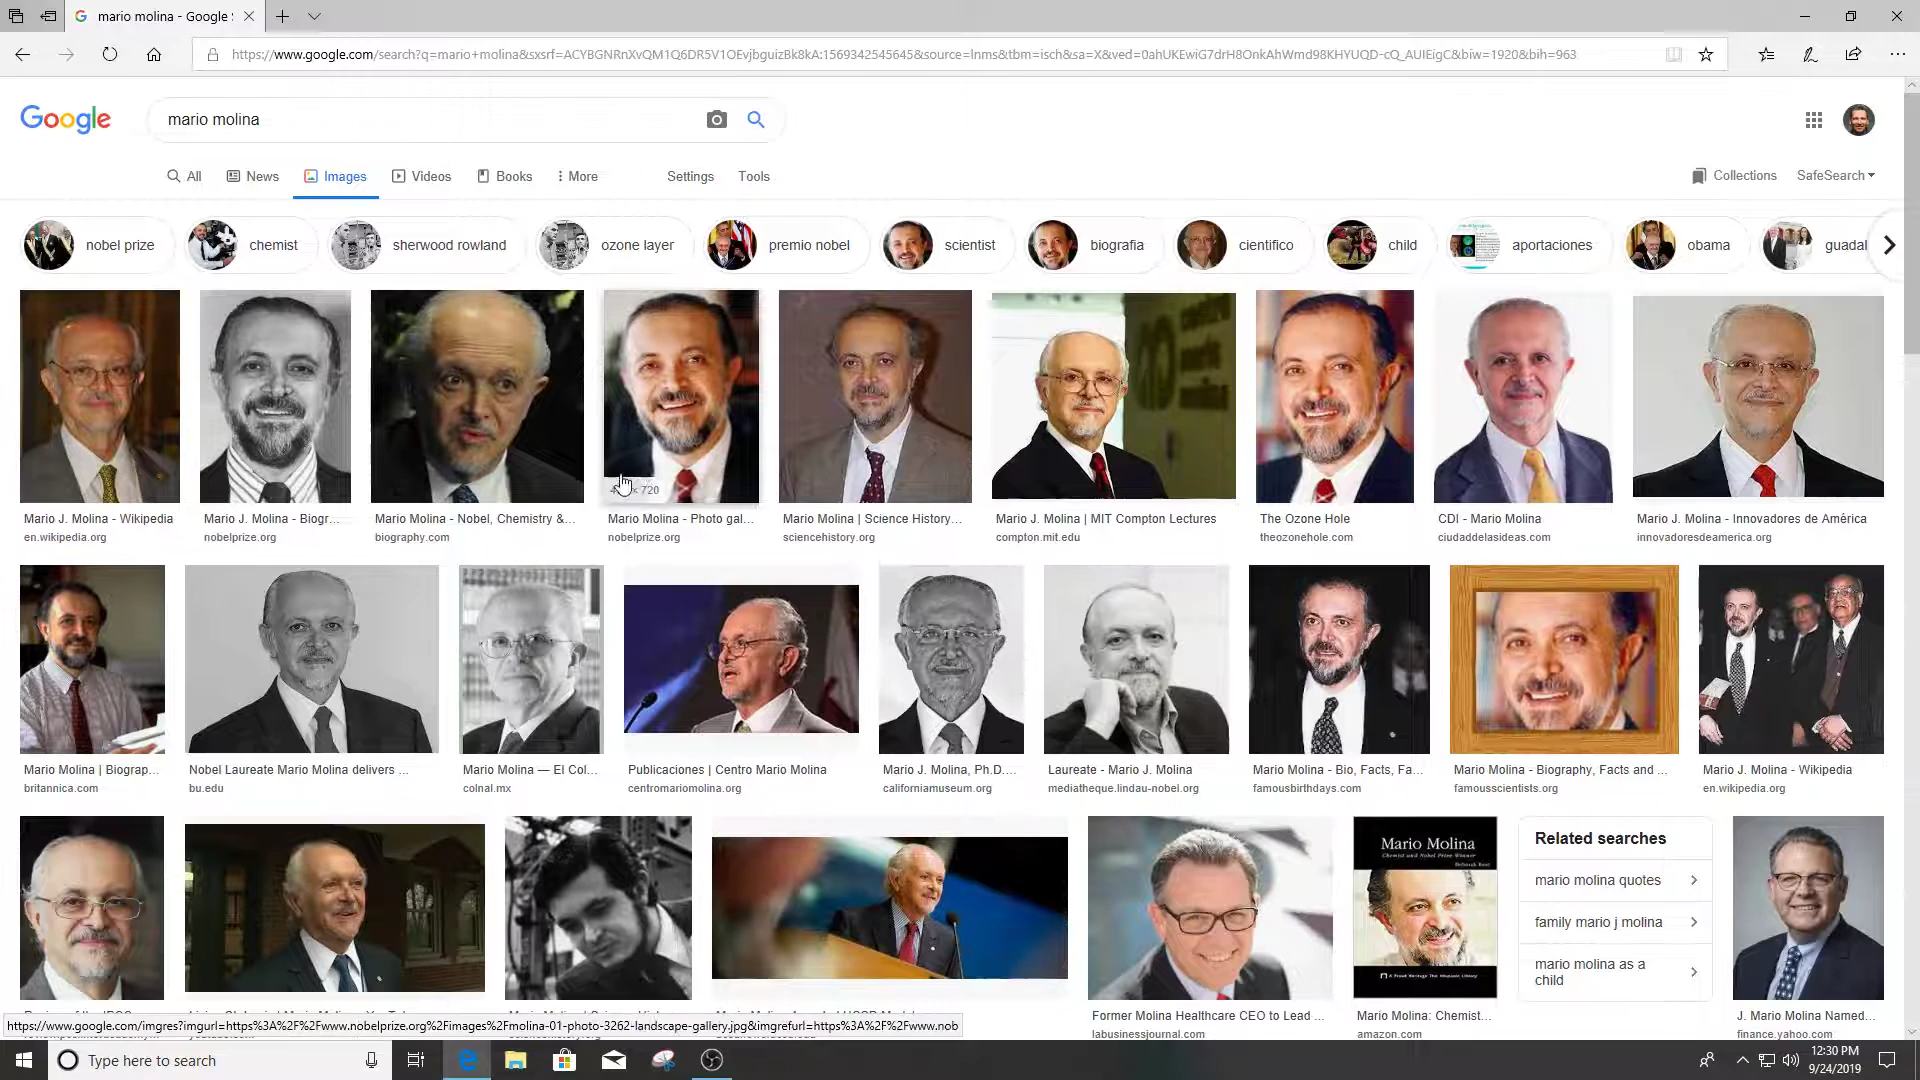 mario molina - Google S
https://www.google.com/search?q=mario+molina&sxsrf=ACYBGNRnXvQM1Q6DR5V1OEvjbguizBk8kA:1569342545645&source=lnms&tbm=isch&sa=X&ved=0ahUKEwiG7drH8OnkAhWmd98KHYUQD-cQ_AUIEigC&biw=1920&bih=963
Google
mario molina
All News Images Videos Books More Settings Tools
Collections SafeSearch
nobel prize chemist sherwood rowland ozone layer premio nobel scientist biografia cientifico child aportaciones obama guadal
720
Mario J. Molina - Wikipedia
en.wikipedia.org
Mario J. Molina - Biogr...
nobelprize.org
Mario Molina - Nobel, Chemistry &...
biography.com
Mario Molina - Photo gal...
nobelprize.org
Mario Molina | Science History...
sciencehistory.org
Mario J. Molina | MIT Compton Lectures
compton.mit.edu
The Ozone Hole
theozonehole.com
CDI - Mario Molina
ciudaddelasideas.com
Mario J. Molina - Innovadores de América
innovadoresdeamerica.org
Mario Molina | Biograp...
britannica.com
Nobel Laureate Mario Molina delivers ...
bu.edu
Mario Molina — El Col...
colnal.mx
Publicaciones | Centro Mario Molina
centromariomolina.org
Mario J. Molina, Ph.D....
californiamuseum.org
Laureate - Mario J. Molina
mediatheque.lindau-nobel.org
Mario Molina - Bio, Facts, Fa...
famousbirthdays.com
Mario Molina - Biography, Facts and ...
famousscientists.org
Mario J. Molina - Wikipedia
en.wikipedia.org
Mario Molina
Chemist and Nobel Prize Winner
Related searches
mario molina quotes
family mario j molina
mario molina as a
child
Former Molina Healthcare CEO to Lead ...
labusinessjournal.com
Mario Molina: Chemist...
amazon.com
J. Mario Molina Named...
finance.yahoo.com
https://www.google.com/imgres?imgurl=https%3A%2F%2Fwww.nobelprize.org%2Fimages%2Fmolina-01-photo-3262-landscape-gallery.jpg&imgrefurl=https%3A%2F%2Fwww.nob
Type here to search
12:30 PM
9/24/2019